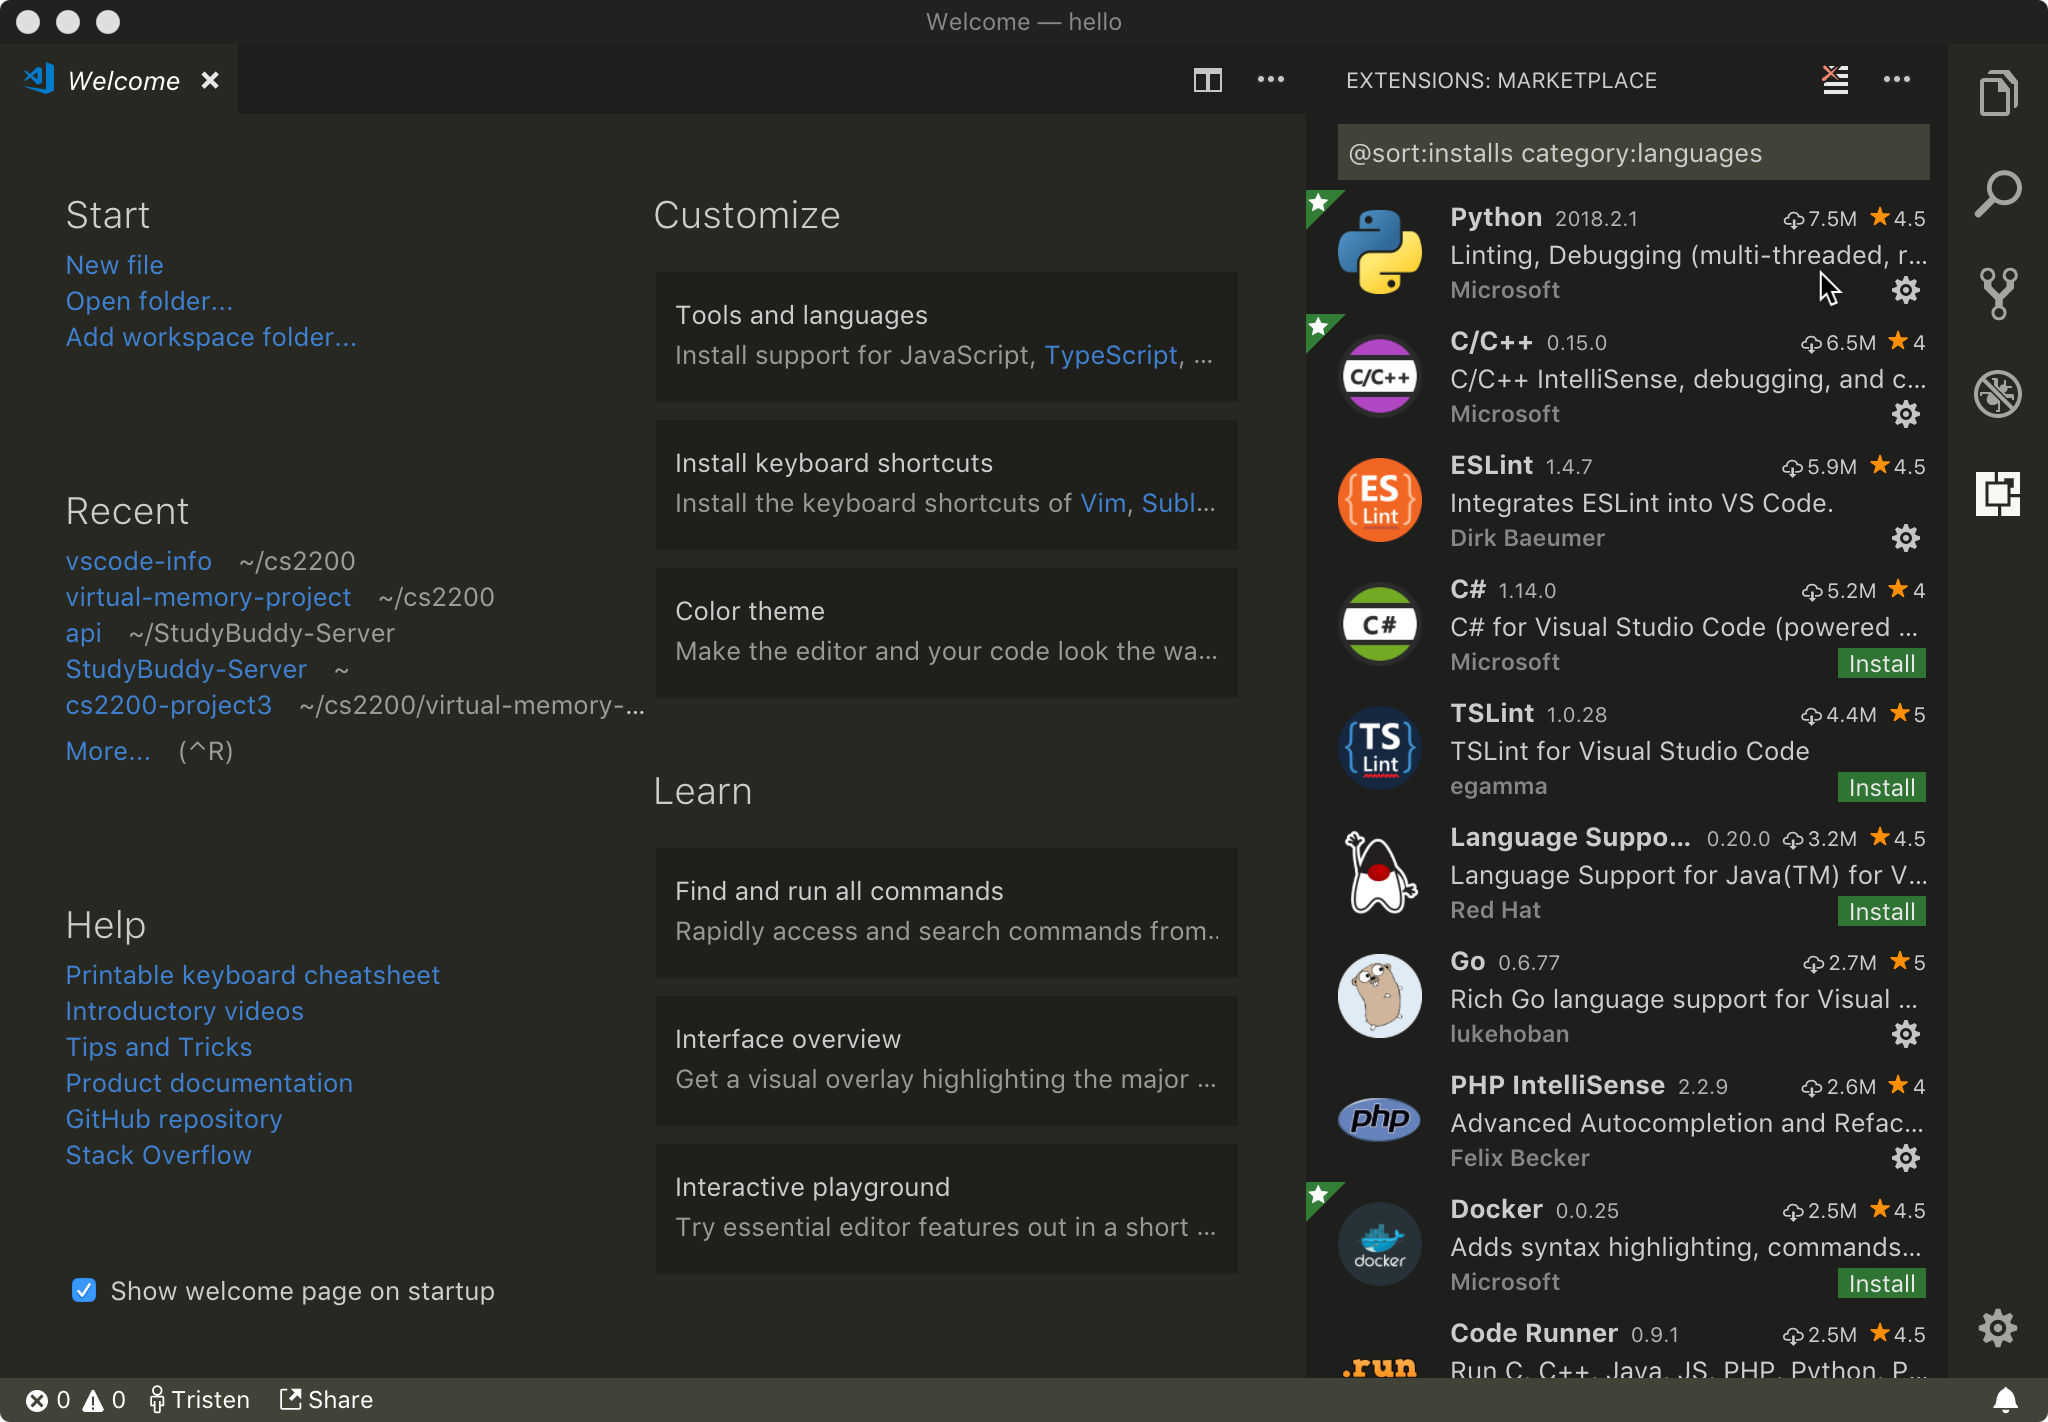 Welcome — hello
Welcome
EXTENSIONS: MARKETPLACE
@sort:installs category:languages
Start
New file
Open folder...
Add workspace folder...
Recent
vscode-info ~/cs2200
virtual-memory-project ~/cs2200
api ~/StudyBuddy-Server
StudyBuddy-Server ~
cs2200-project3 ~/cs2200/virtual-memory-...
More... (^R)
Help
Printable keyboard cheatsheet
Introductory videos
Tips and Tricks
Product documentation
GitHub repository
Stack Overflow
Show welcome page on startup
Customize
Tools and languages
Install support for JavaScript, TypeScript, ...
Install keyboard shortcuts
Install the keyboard shortcuts of Vim, Subl...
Color theme
Make the editor and your code look the wa...
Learn
Find and run all commands
Rapidly access and search commands from..
Interface overview
Get a visual overlay highlighting the major ...
Interactive playground
Try essential editor features out in a short ...
Python 2018.2.1 7.5M 4.5
Linting, Debugging (multi-threaded, r...
Microsoft
C/C++
C/C++ 0.15.0 6.5M 4
C/C++ IntelliSense, debugging, and c...
Microsoft
{ES}
Lint
ESLint 1.4.7 5.9M 4.5
Integrates ESLint into VS Code.
Dirk Baeumer
C#
C# 1.14.0 5.2M 4
C# for Visual Studio Code (powered ...
Microsoft
Install
{TS}
Lint
TSLint 1.0.28 4.4M 5
TSLint for Visual Studio Code
egamma
Install
Language Suppo... 0.20.0 3.2M 4.5
Language Support for Java(TM) for V...
Red Hat
Install
Go 0.6.77 2.7M 5
Rich Go language support for Visual ...
lukehoban
php
PHP IntelliSense 2.2.9 2.6M 4
Advanced Autocompletion and Refac...
Felix Becker
docker
Docker 0.0.25 2.5M 4.5
Adds syntax highlighting, commands...
Microsoft
Install
.run
Code Runner 0.9.1 2.5M 4.5
Run C, C++, Java, JS, PHP, Python, P...
0 0 Tristen Share